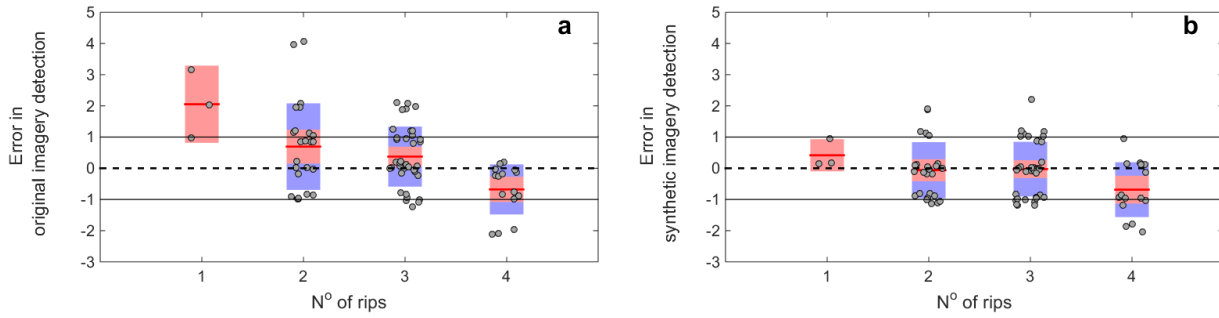 a
5
4
3
2
1
0
-1
-2
-3
Error in
original imagery detection
1 2 3 4
Nº of rips
b
5
4
3
2
1
0
-1
-2
-3
Error in
synthetic imagery detection
1 2 3 4
Nº of rips